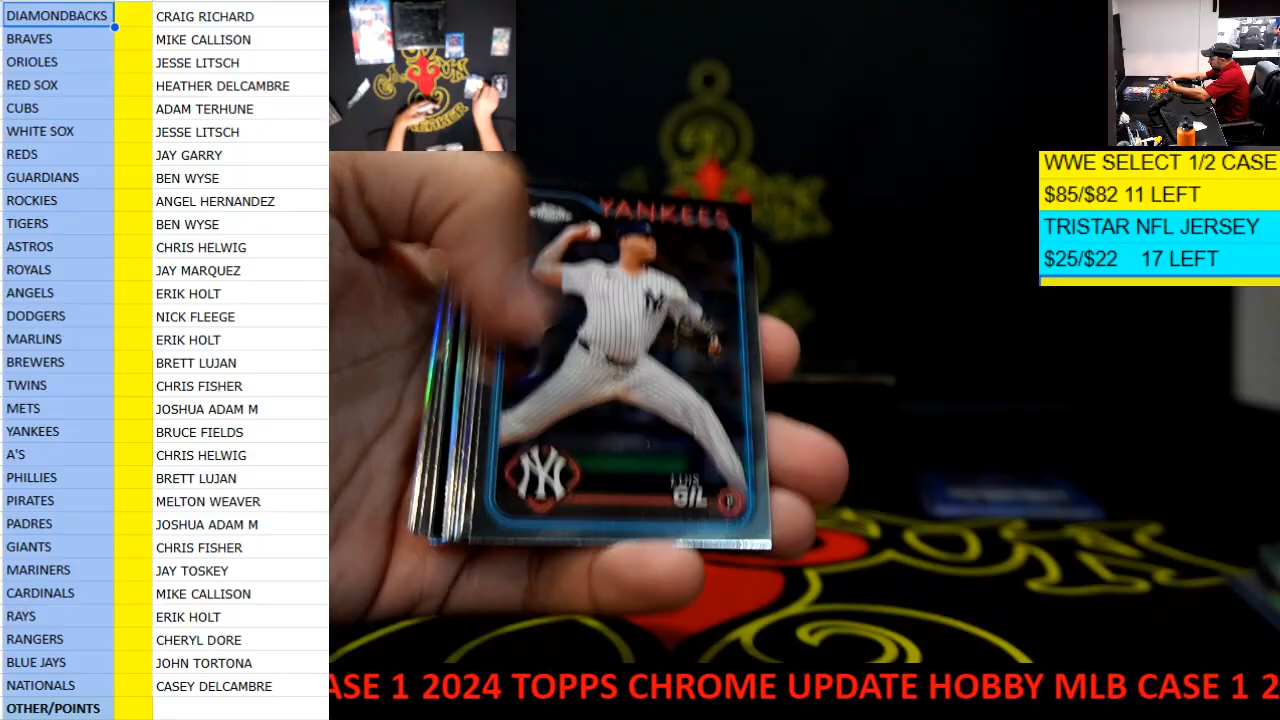 DIAMONDBACKS CRAIG RICHARD
BRAVES MIKE CALLISON
ORIOLES JESSE LITSCH
RED SOX HEATHER DELCAMBRE
CUBS ADAM TERHUNE
WHITE SOX JESSE LITSCH
REDS JAY GARRY
GUARDIANS BEN WYSE
ROCKIES ANGEL HERNANDEZ
TIGERS BEN WYSE
ASTROS CHRIS HELWIG
ROYALS JAY MARQUEZ
ANGELS ERIK HOLT
DODGERS NICK FLEEGE
MARLINS ERIK HOLT
BREWERS BRETT LUJAN
TWINS CHRIS FISHER
METS JOSHUA ADAM M
YANKEES BRUCE FIELDS
A'S CHRIS HELWIG
PHILLIES BRETT LUJAN
PIRATES MELTON WEAVER
PADRES JOSHUA ADAM M
GIANTS CHRIS FISHER
MARINERS JAY TOSKEY
CARDINALS MIKE CALLISON
RAYS ERIK HOLT
RANGERS CHERYL DORE
BLUE JAYS JOHN TORTONA
NATIONALS CASEY DELCAMBRE
OTHER/POINTS
YANKEES
NY
LUIS
GIL
P
WWE SELECT 1/2 CASE
$85/$82 11 LEFT
TRISTAR NFL JERSEY
$25/$22 17 LEFT
ASE 1 2024 TOPPS CHROME UPDATE HOBBY MLB CASE 1 2